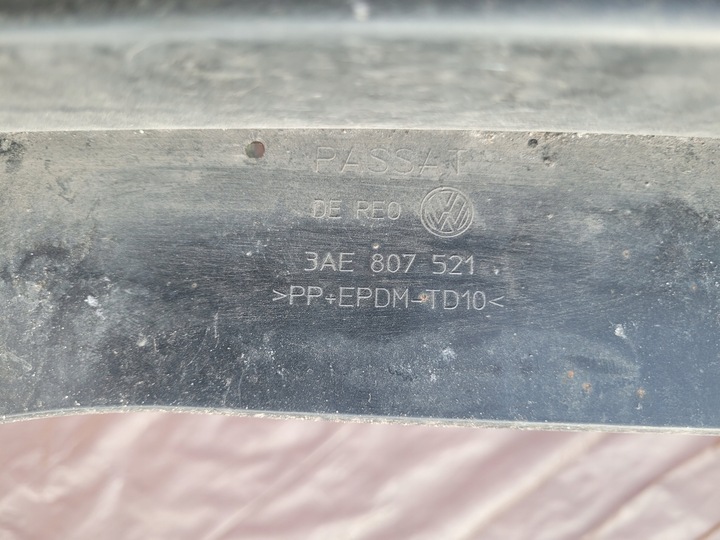 PASSAT
DE REO
3AE 807 521
>PP+EPDM-TD10<